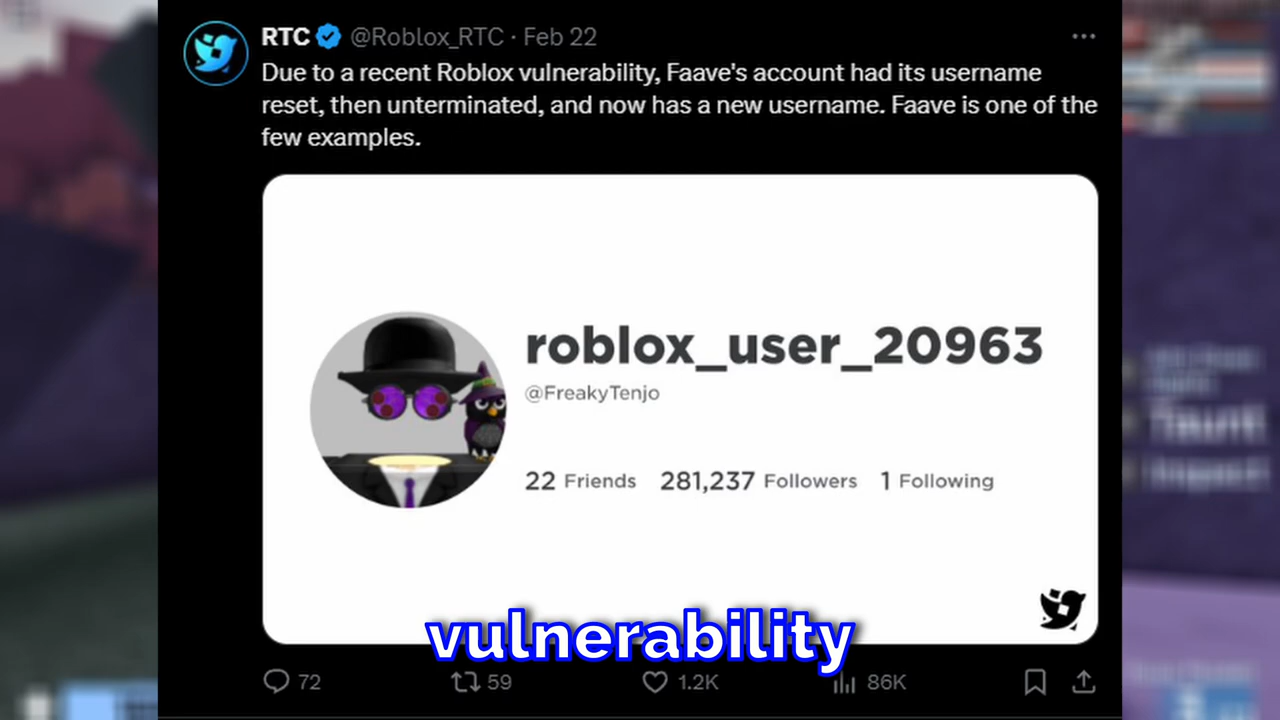 RTC @Roblox_RTC · Feb 22
Due to a recent Roblox vulnerability, Faave's account had its username
reset, then unterminated, and now has a new username. Faave is one of the
few examples.
roblox_user_20963
@FreakyTenjo
22 Friends 281,237 Followers 1 Following
vulnerability
72 59 1.2K 86K
Taunt
Impact